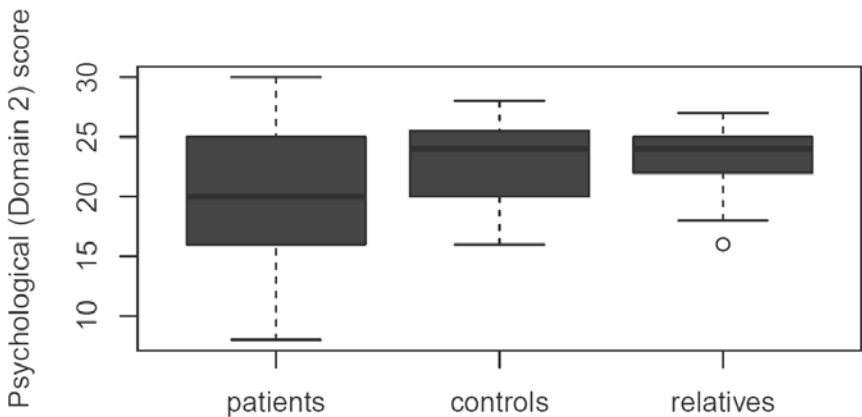 Psychological (Domain 2) score
30
25
20
15
10
patients controls relatives